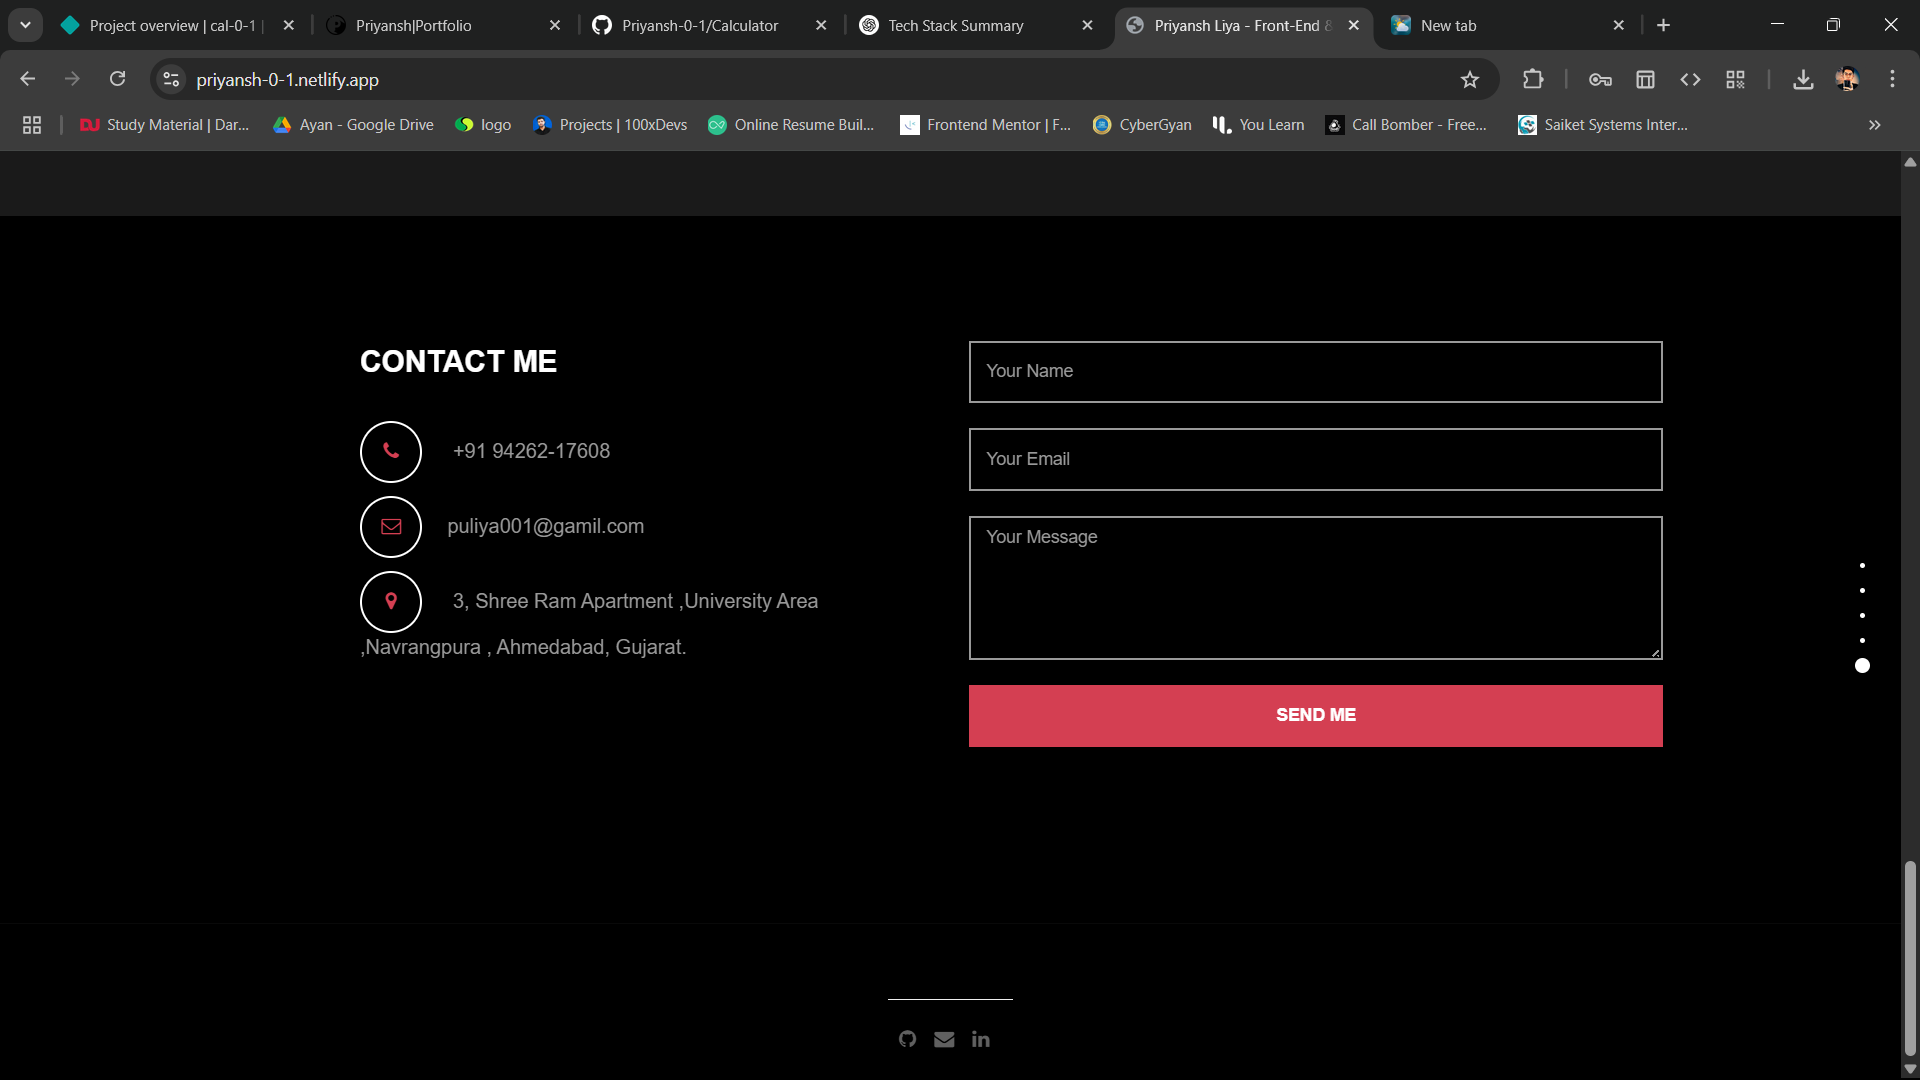 Project overview | cal-0-1 |
Priyansh|Portfolio
Priyansh-0-1/Calculator
Tech Stack Summary
Priyansh Liya - Front-End &
New tab
priyansh-0-1.netlify.app
Study Material | Dar...
Ayan - Google Drive
logo
Projects | 100xDevs
Online Resume Buil...
Frontend Mentor | F...
CyberGyan
You Learn
Call Bomber - Free...
Saiket Systems Inter...
CONTACT ME
+91 94262-17608
puliya001@gamil.com
3, Shree Ram Apartment ,University Area
,Navrangpura , Ahmedabad, Gujarat.
Your Name
Your Email
Your Message
SEND ME